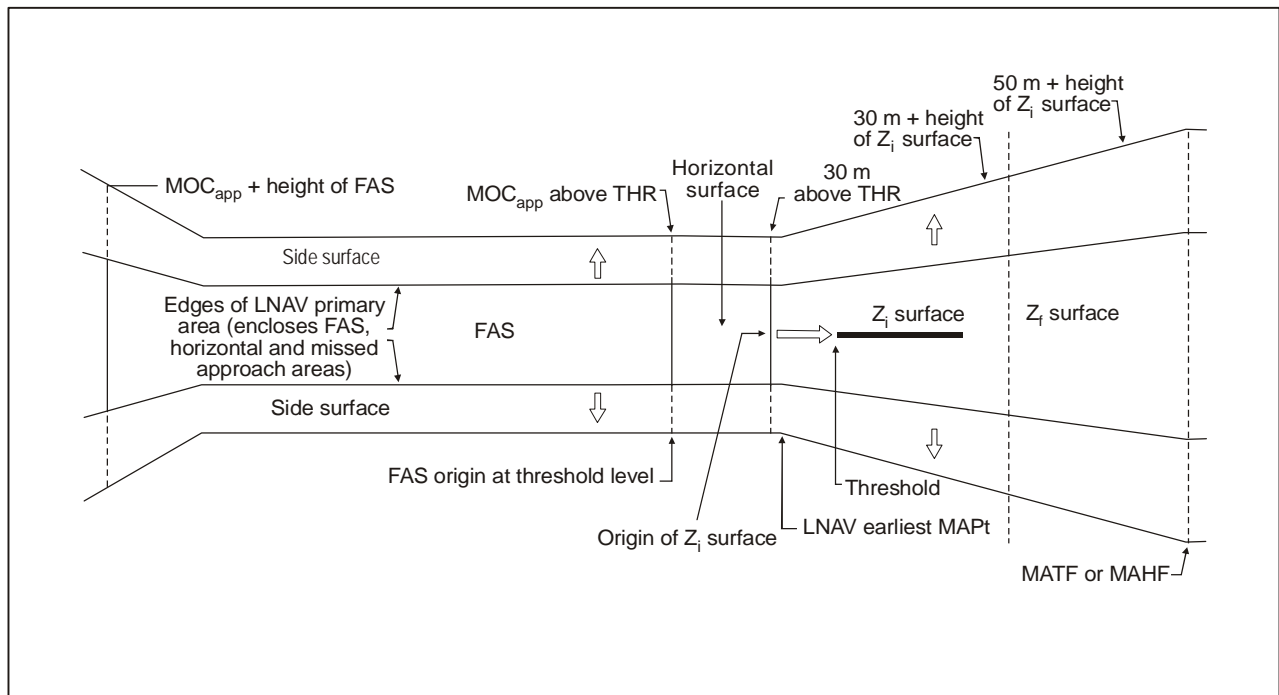 50 m + height
of Zi surface
30 m + height
of Zi surface
Horizontal
surface
30 m
above THR
MOCapp + height of FAS
MOCapp above THR
Side surface
Edges of LNAV primary
area (encloses FAS,
horizontal and missed
approach areas)
FAS
Zi surface
Zf surface
Side surface
FAS origin at threshold level
Threshold
Origin of Zi surface
LNAV earliest MAPt
MATF or MAHF